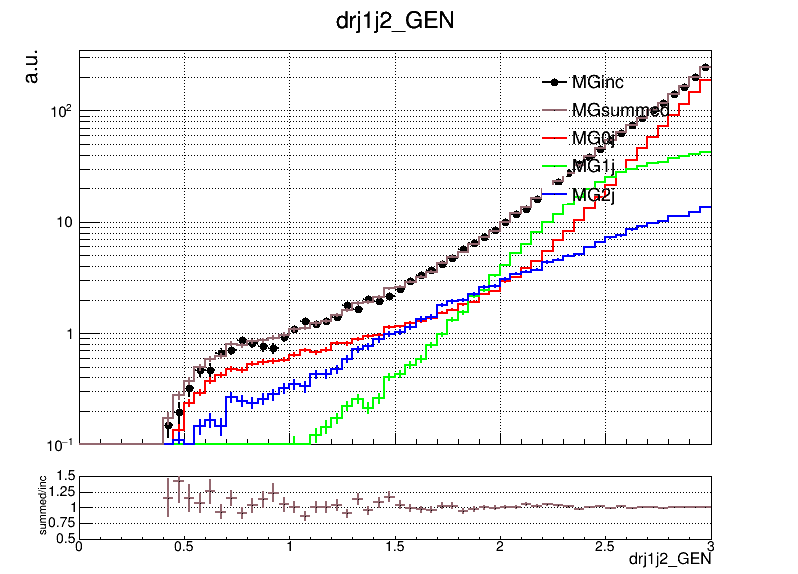 drj1j2_GEN
a.u.
MGinc
MGsummed
MG0j
MG1j
MG2j
10²
10
1
10⁻¹
summed/inc
1.5
1.25
1
0.75
0.5
0 0.5 1 1.5 2 2.5 3
drj1j2_GEN